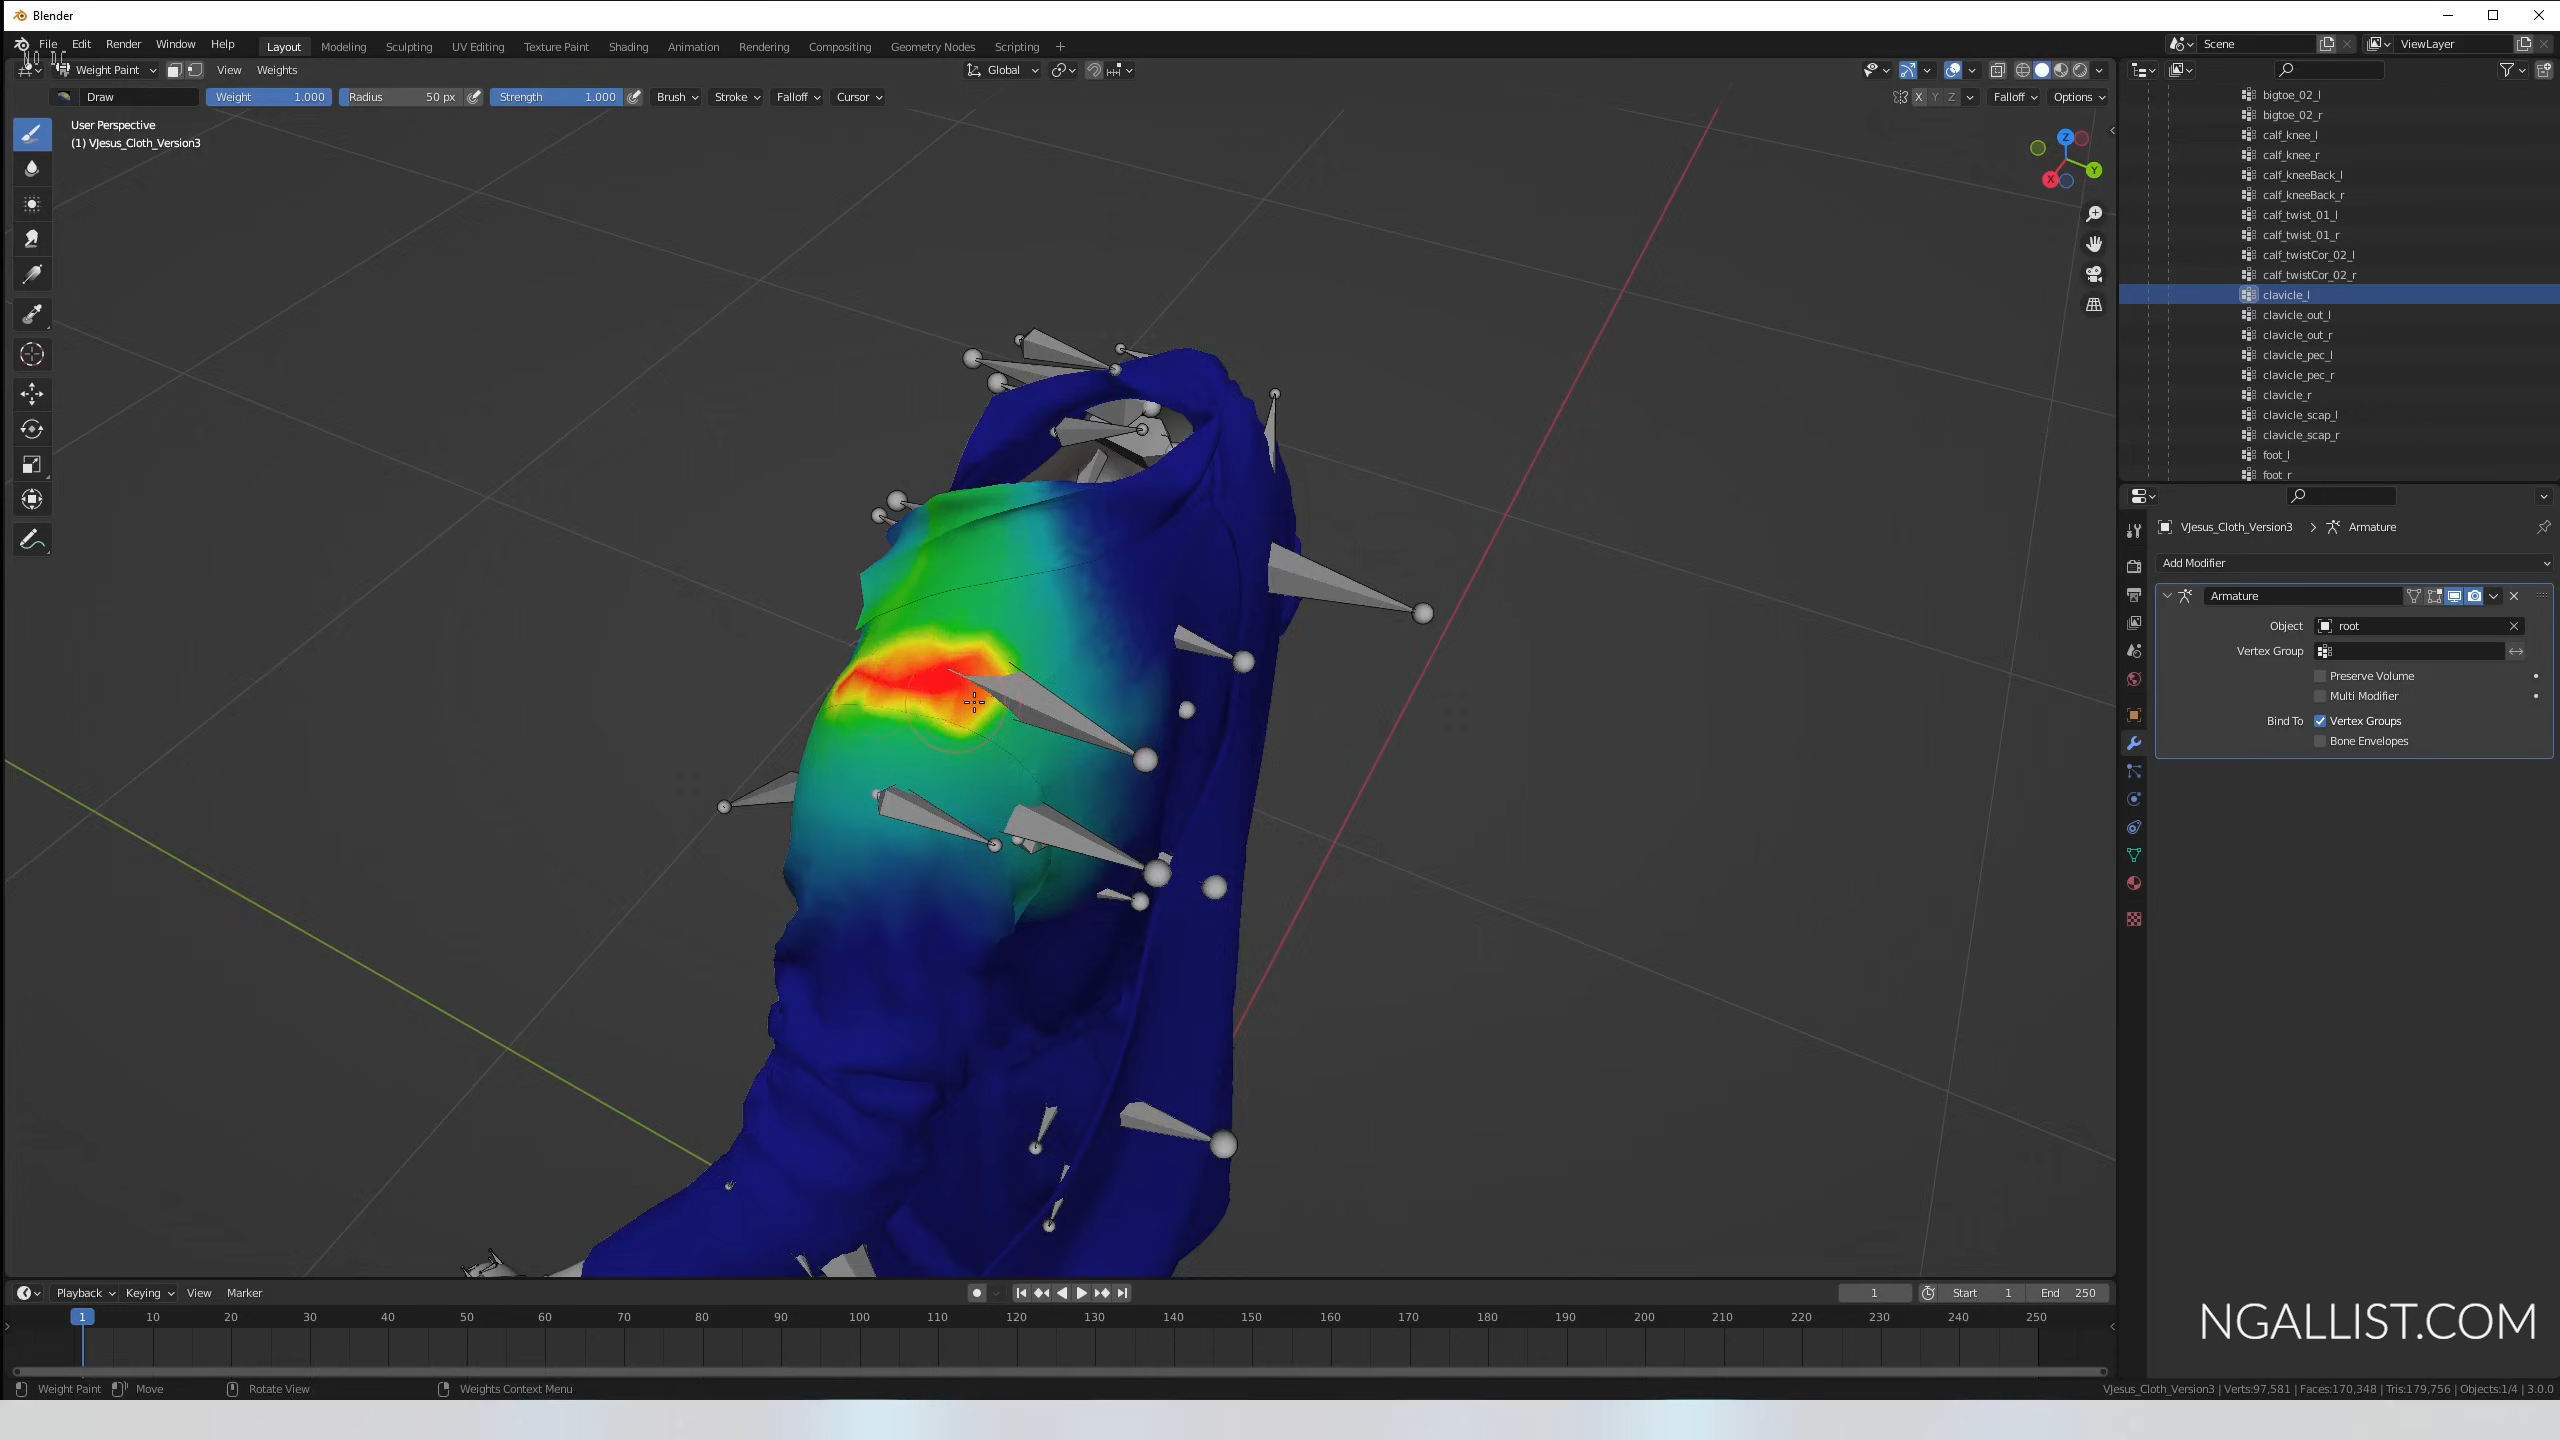 Blender
File Edit Render Window Help Layout Modeling Sculpting UV Editing Texture Paint Shading Animation Rendering Compositing Geometry Nodes Scripting + Scene ViewLayer
Weight Paint View Weights Global
Draw Weight 1.000 Radius 50 px Strength 1.000 Brush Stroke Falloff Cursor X Y Z Falloff Options
User Perspective
(1) VJesus_Cloth_Version3
Z
Y
X
bigtoe_02_l
bigtoe_02_r
calf_knee_l
calf_knee_r
calf_kneeBack_l
calf_kneeBack_r
calf_twist_01_l
calf_twist_01_r
calf_twistCor_02_l
calf_twistCor_02_r
clavicle_l
clavicle_out_l
clavicle_out_r
clavicle_pec_l
clavicle_pec_r
clavicle_r
clavicle_scap_l
clavicle_scap_r
foot_l
foot_r
VJesus_Cloth_Version3 > Armature
Add Modifier
Armature
Object root
Vertex Group
Preserve Volume
Multi Modifier
Bind To Vertex Groups
Bone Envelopes
Playback Keying View Marker 1 Start 1 End 250
1 10 20 30 40 50 60 70 80 90 100 110 120 130 140 150 160 170 180 190 200 210 220 230 240 250
NGALLIST.COM
Weight Paint Move Rotate View Weights Context Menu VJesus_Cloth_Version3 | Verts:97,581 | Faces:170,348 | Tris:179,756 | Objects:1/4 | 3.0.0